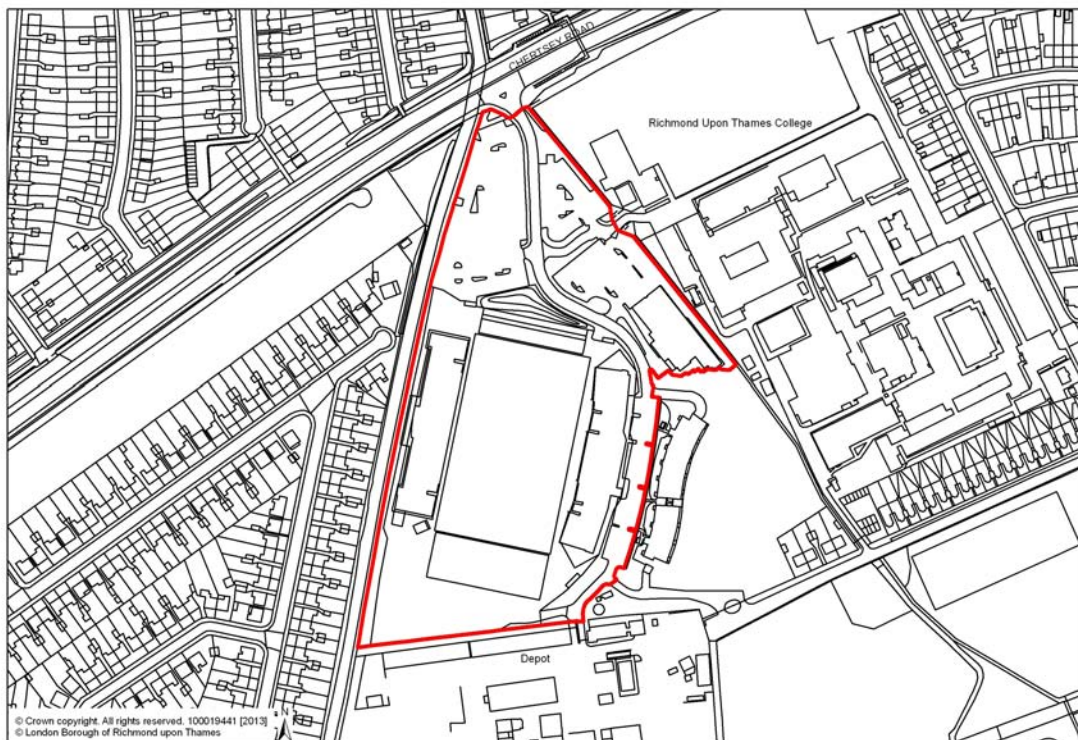 CHERTSEY ROAD
Richmond Upon Thames College
Depot
N
© Crown copyright. All rights reserved. 100019441 [2013]
© London Borough of Richmond upon Thames